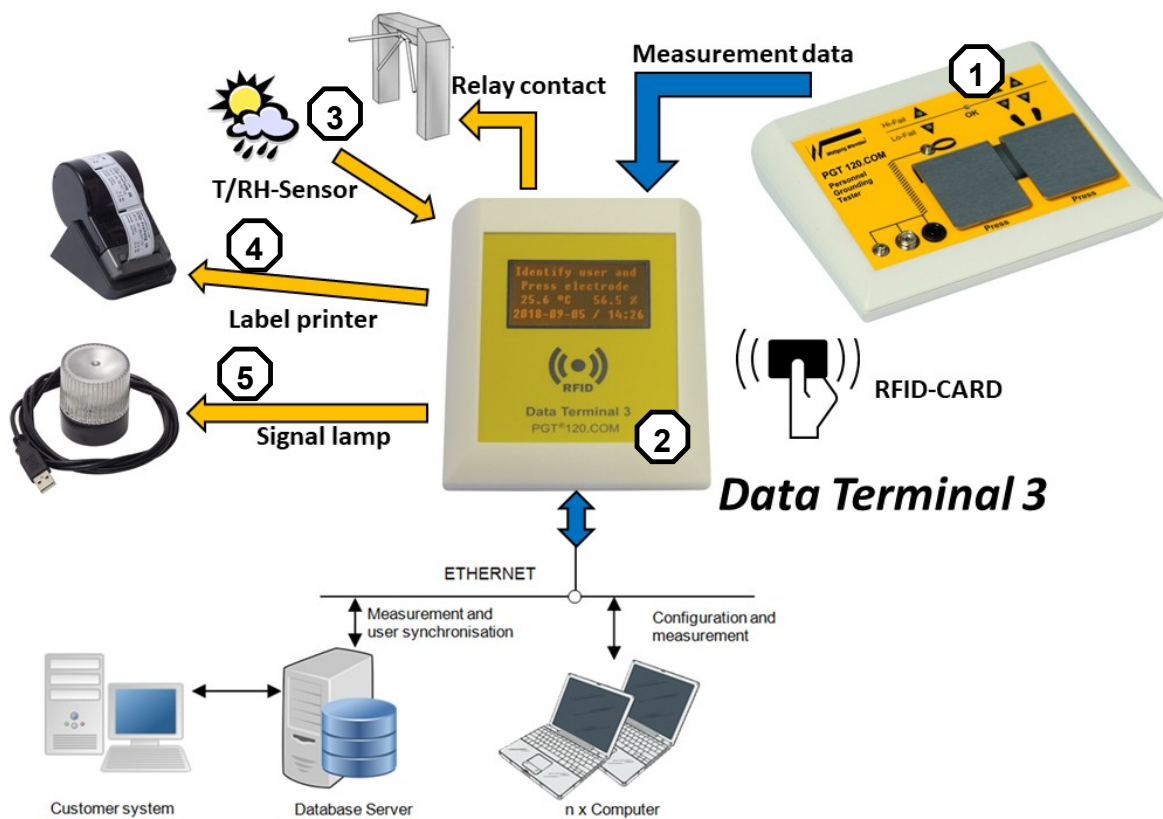 Measurement data
1
Relay contact
3
T/RH-Sensor
Hi-Fail
Lo-Fail
OK
Wolfgang Warmbier
PGT 120.COM
Personnel
Grounding
Tester
Press
Press
4
Label printer
Identify user and
Press electrode
25.6 ºC 56.5 %
2018-09-05 / 14:26
RFID
Data Terminal 3
PGT®120.COM
2
RFID-CARD
5
Signal lamp
Data Terminal 3
ETHERNET
Measurement and
user synchronisation
Configuration and
measurement
Customer system
Database Server
n x Computer